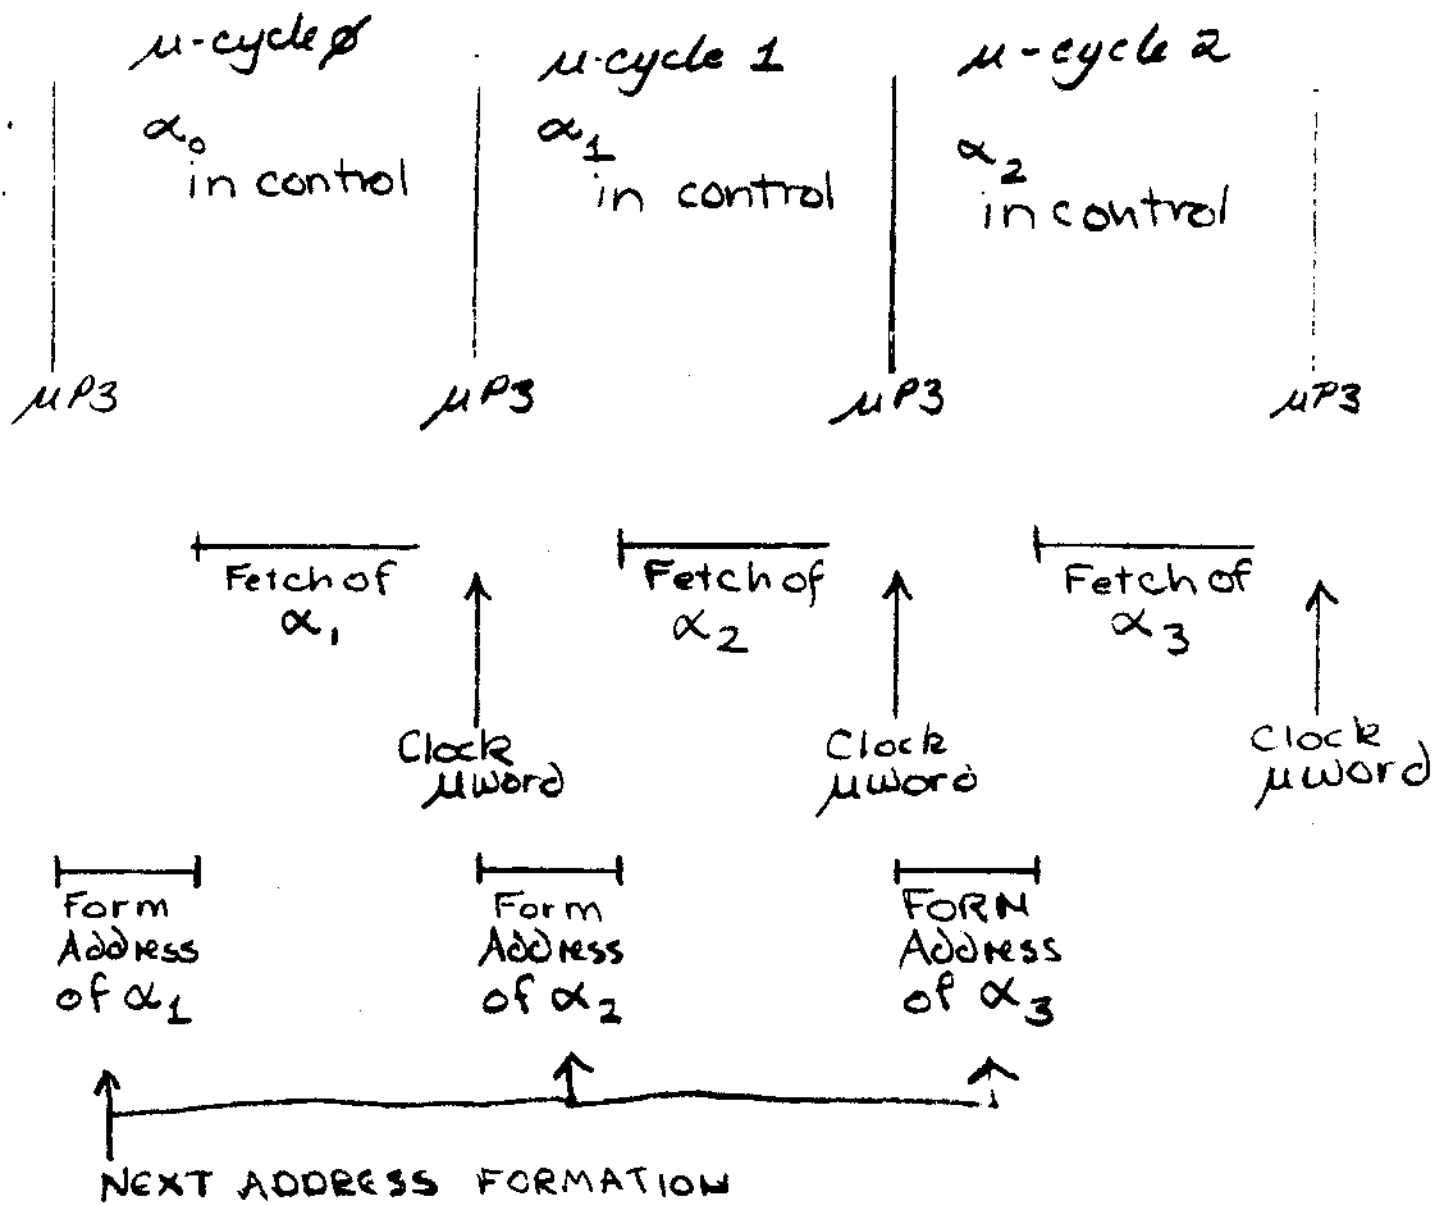 μ-cycle ∅
μ-cycle 1
μ-cycle 2
α₀
in control
α₁
in control
α₂
in control
μP3
μP3
μP3
μP3
Fetch of
α₁
Fetch of
α₂
Fetch of
α₃
Clock
μword
Clock
μword
Clock
μword
Form
Address
of α₁
Form
Address
of α₂
FORM
Address
of α₃
NEXT ADDRESS FORMATION